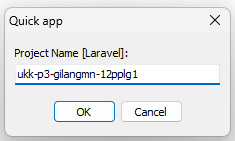 Quick app
Project Name [Laravel]:
ukk-p3-gilangmn-12pplg1
OK
Cancel